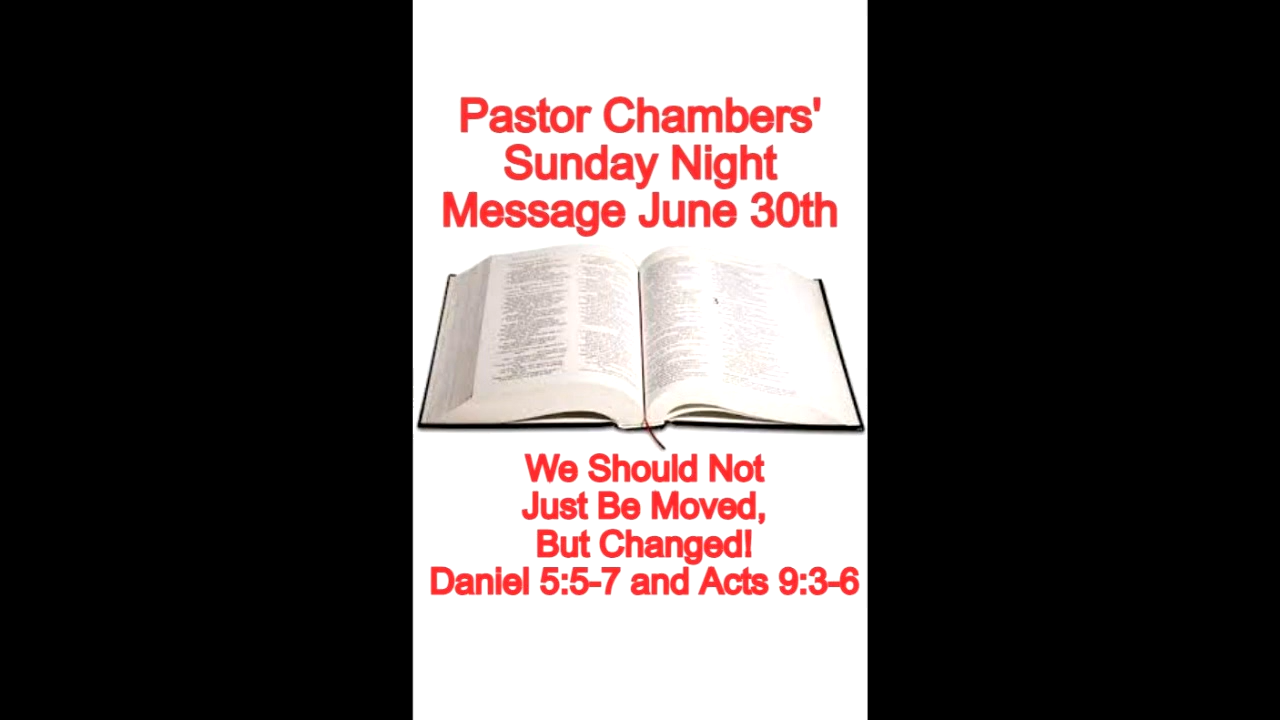 Pastor Chambers'
Sunday Night
Message June 30th
We Should Not
Just Be Moved,
But Changed!
Daniel 5:5-7 and Acts 9:3-6